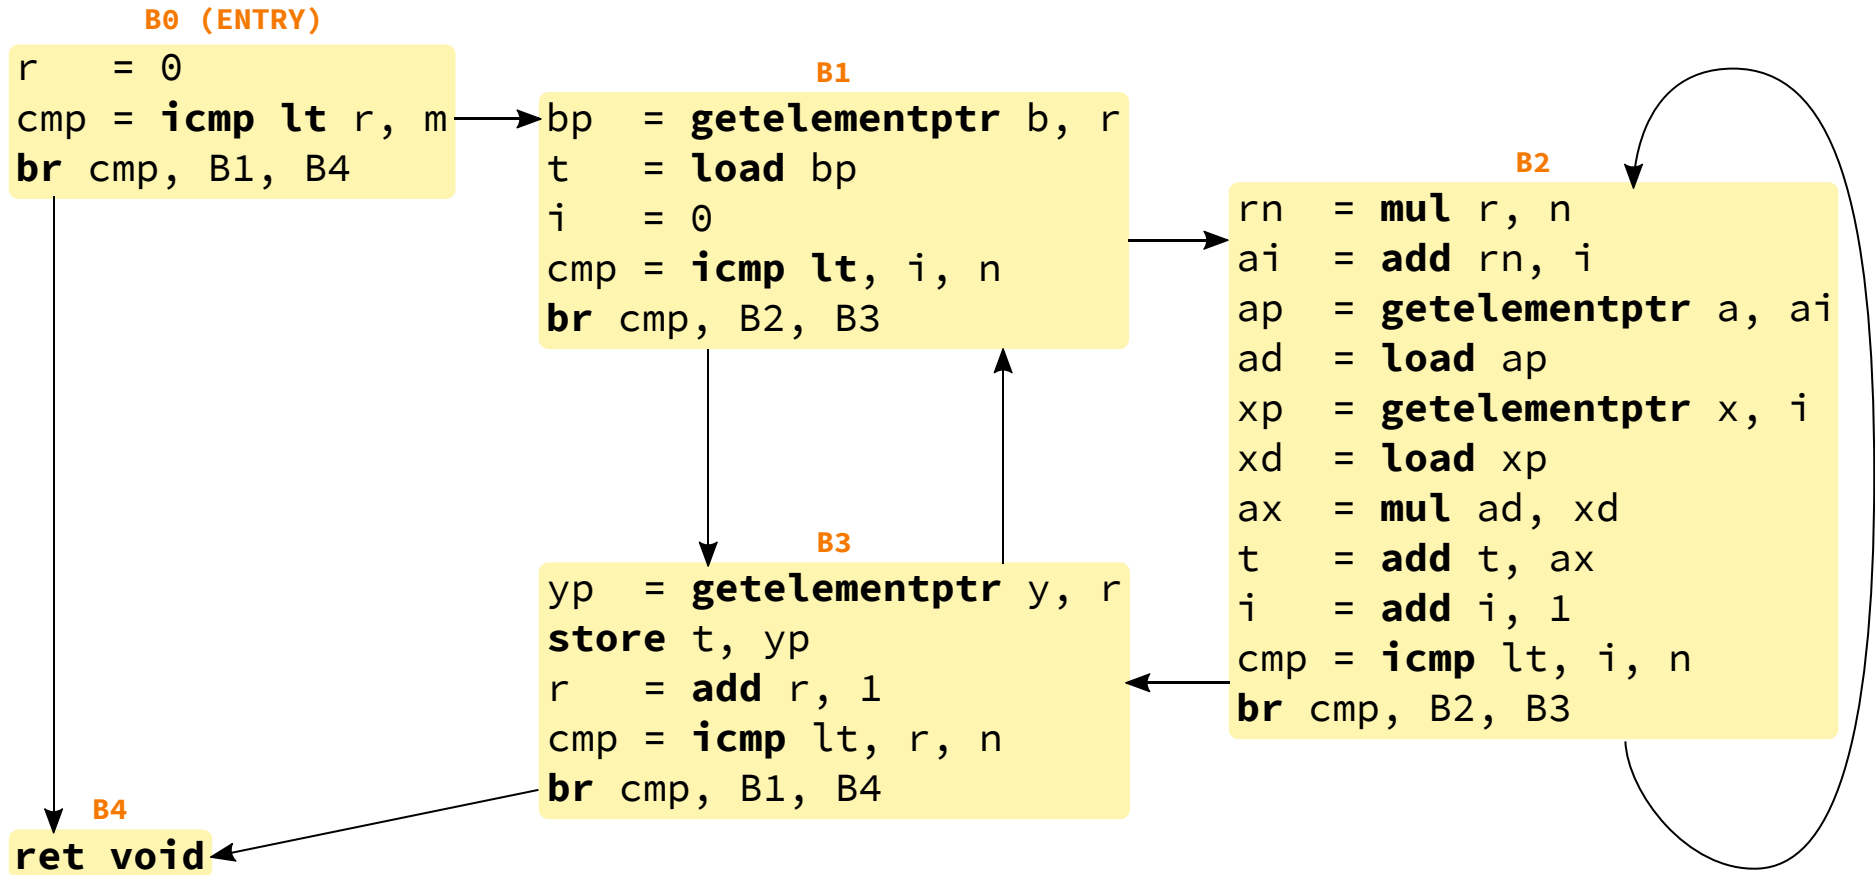 B0 (ENTRY)
r   = 0
cmp = icmp lt r, m
br cmp, B1, B4
B1
bp  = getelementptr b, r
t   = load bp
i   = 0
cmp = icmp lt, i, n
br cmp, B2, B3
B2
rn  = mul r, n
ai  = add rn, i
ap  = getelementptr a, ai
ad  = load ap
xp  = getelementptr x, i
xd  = load xp
ax  = mul ad, xd
t   = add t, ax
i   = add i, 1
cmp = icmp lt, i, n
br cmp, B2, B3
B3
yp  = getelementptr y, r
store t, yp
r   = add r, 1
cmp = icmp lt, r, n
br cmp, B1, B4
B4
ret void